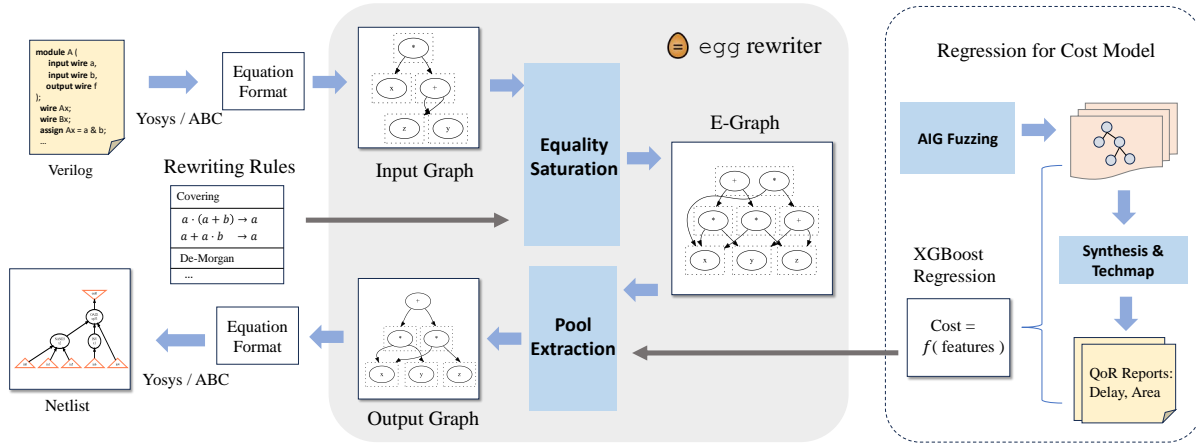 module A (
input wire a,
input wire b,
output wire f
);
wire Ax;
wire Bx;
assign Ax = a & b;
...
Verilog
Yosys / ABC
Equation
Format
*
x
+
z
y
Input Graph
Rewriting Rules
Covering
a · (a + b) → a
a + a · b → a
De-Morgan
...
Equality
Saturation
egg rewriter
E-Graph
+
*
*
*
+
x
y
z
Pool
Extraction
+
*
*
x
y
z
Output Graph
Equation
Format
Yosys / ABC
Netlist
Regression for Cost Model
AIG Fuzzing
Synthesis &
Techmap
QoR Reports:
Delay, Area
XGBoost
Regression
Cost =
f ( features )